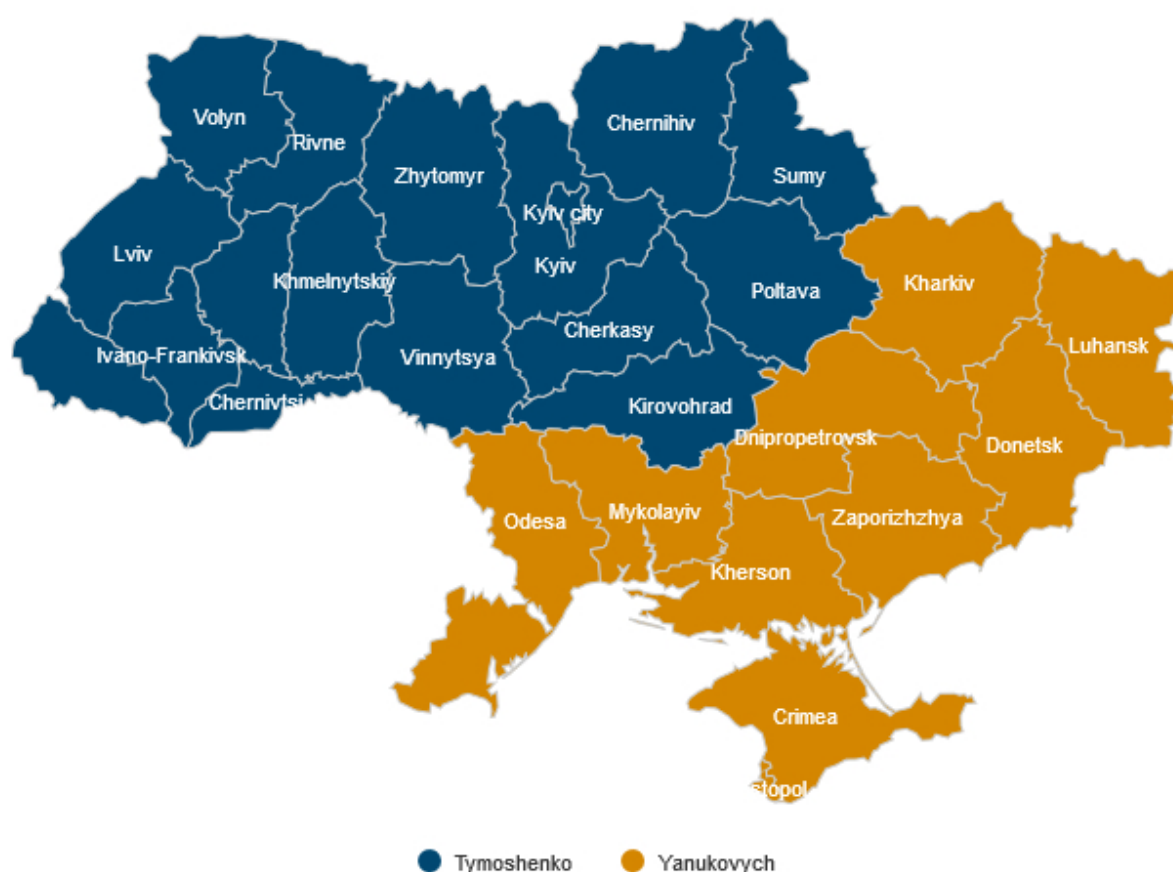 Volyn
Rivne
Chernihiv
Zhytomyr
Sumy
Kyiv city
Lviv
Khmelnytskiy
Kyiv
Poltava
Kharkiv
Cherkasy
Luhansk
Ivano-Frankivsk
Vinnytsya
Chernivtsi
Kirovohrad
Dnipropetrovsk
Donetsk
Odesa
Mykolayiv
Zaporizhzhya
Kherson
Crimea
stopol
Tymoshenko
Yanukovych